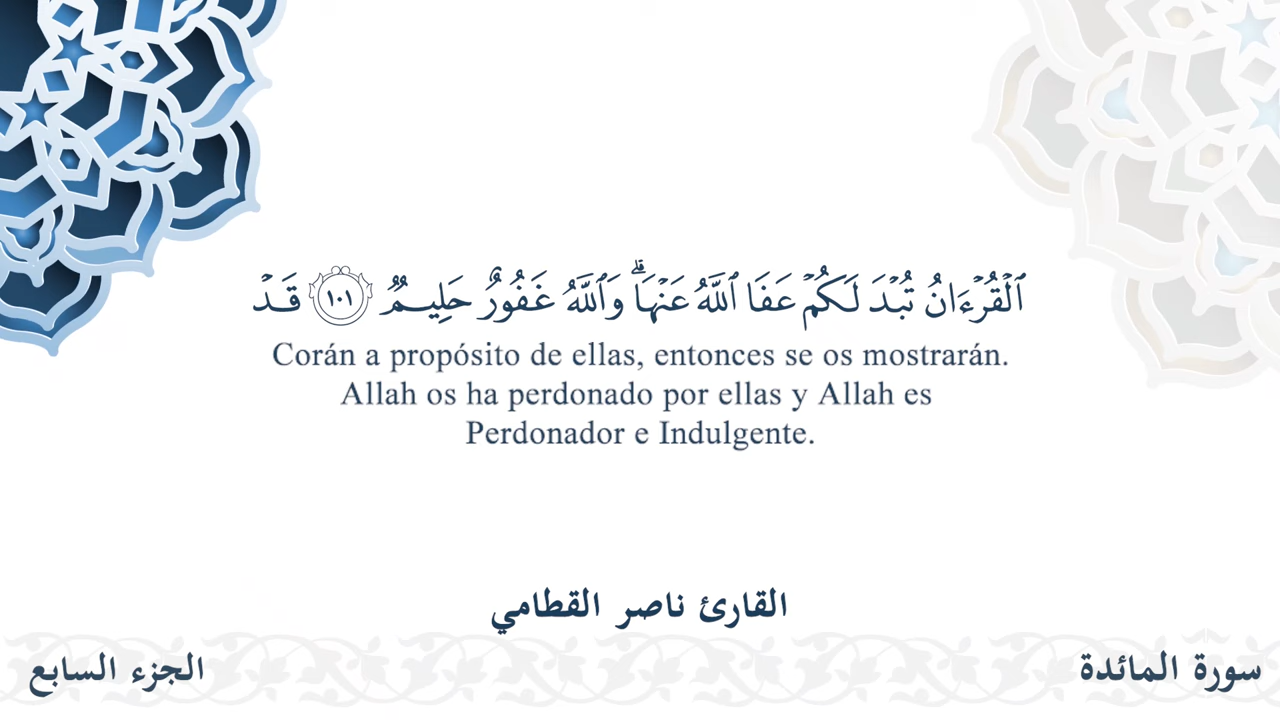 ٱلْقُرْءَانُ تُبْدَ لَكُمْ عَفَا ٱللَّهُ عَنْهَاۗ وَٱللَّهُ غَفُورٌ حَلِيمٌ ١٠١ قَدْ
Corán a propósito de ellas, entonces se os mostrarán.
Allah os ha perdonado por ellas y Allah es
Perdonador e Indulgente.
القارئ ناصر القطامي
سورة المائدة
الجزء السابع